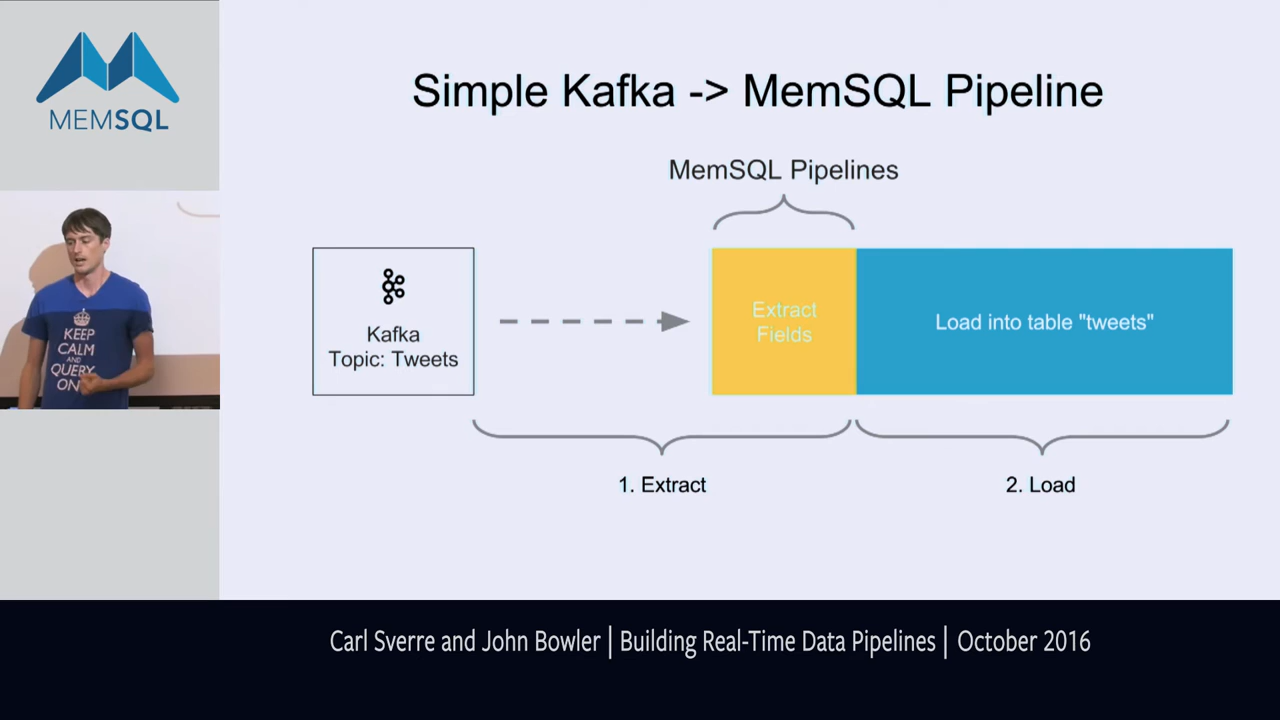 MEMSQL
Simple Kafka -> MemSQL Pipeline
MemSQL Pipelines
Kafka
Topic: Tweets
Extract
Fields
Load into table "tweets"
1. Extract
2. Load
KEEP
CALM
AND
QUERY
ON
Carl Sverre and John Bowler | Building Real-Time Data Pipelines | October 2016